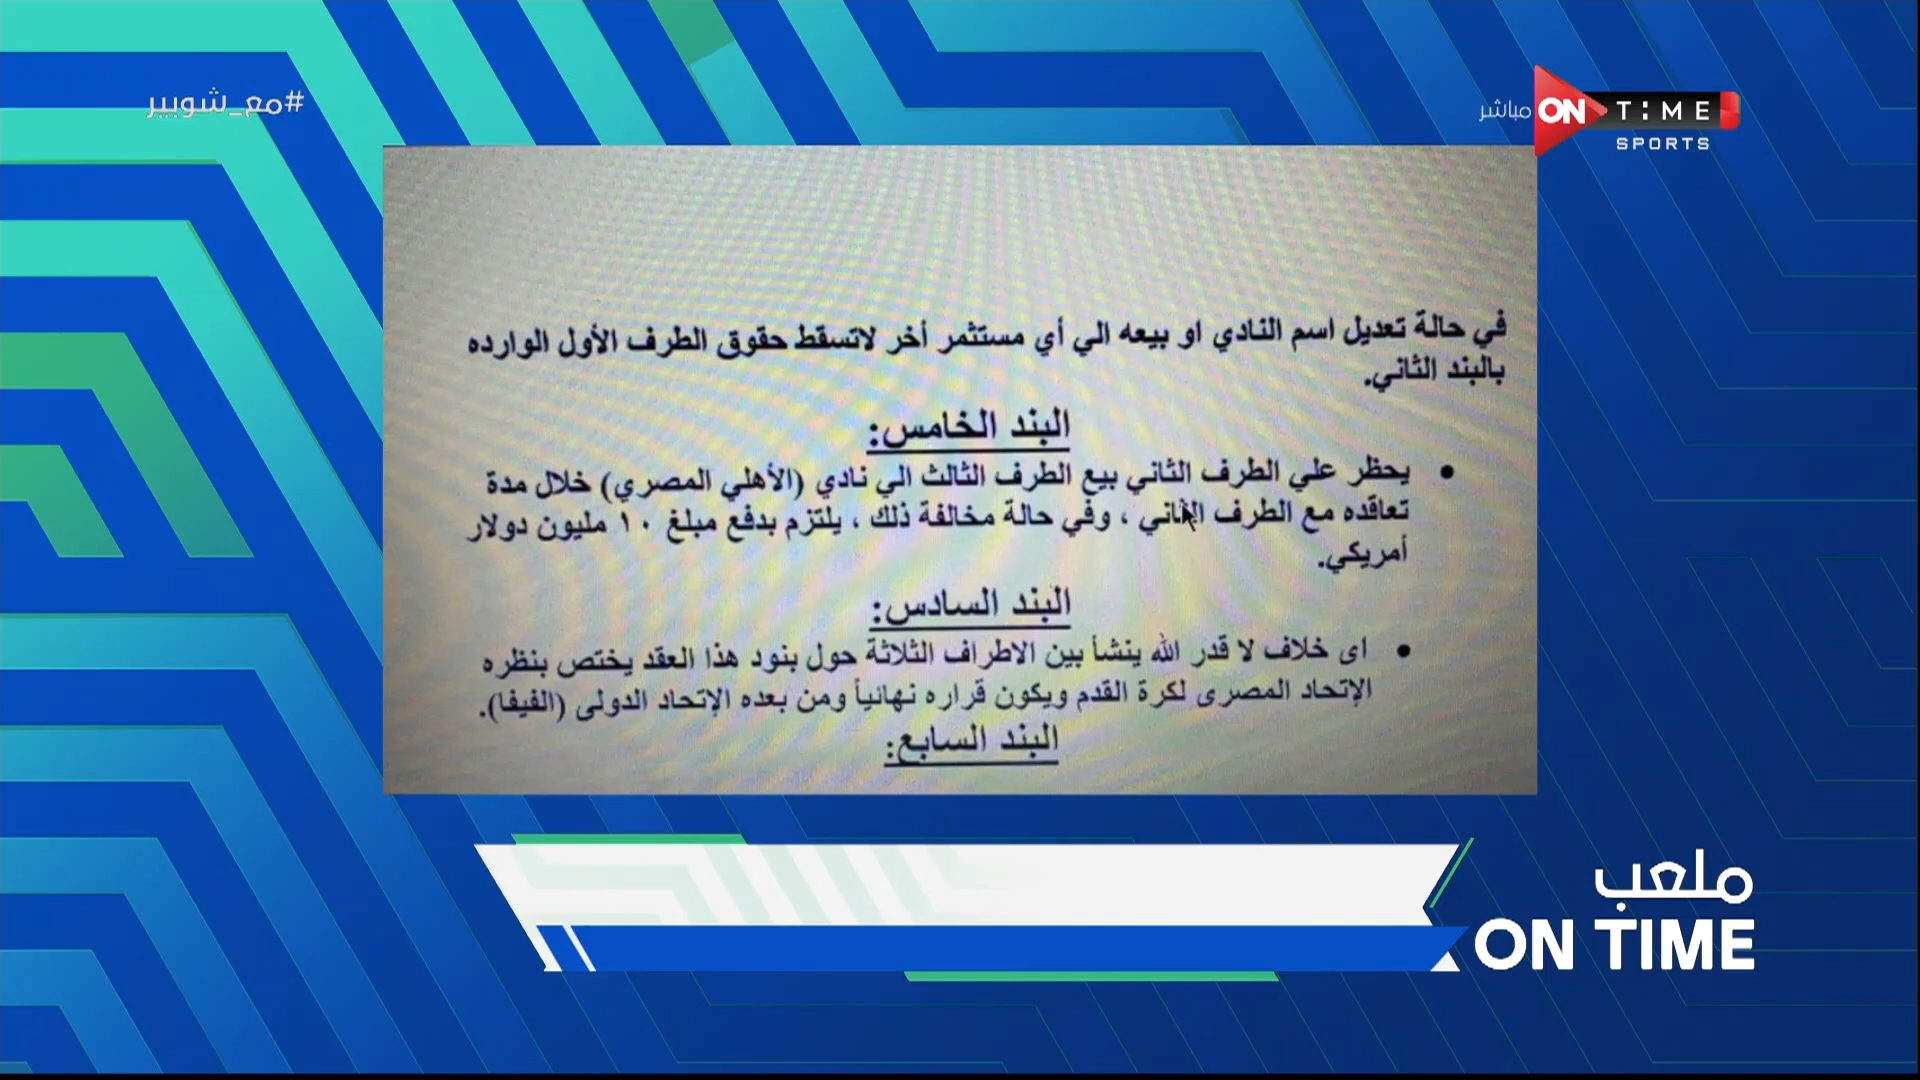 #مع_شوبير
مباشر ON TIME
SPORTS
في حالة تعديل اسم النادي او بيعه الي أي مستثمر أخر لاتسقط حقوق الطرف الأول الوارده
بالبند الثاني.
البند الخامس:
• يحظر علي الطرف الثاني بيع الطرف الثالث الي نادي (الأهلي المصري) خلال مدة
تعاقده مع الطرف الثاني ، وفي حالة مخالفة ذلك ، يلتزم بدفع مبلغ ١٠ مليون دولار
أمريكي.
البند السادس:
• اى خلاف لا قدر الله ينشأ بين الاطراف الثلاثة حول بنود هذا العقد يختص بنظره
الإتحاد المصرى لكرة القدم ويكون قراره نهائياً ومن بعده الإتحاد الدولى (الفيفا).
البند السابع:
ملعب
ON TIME